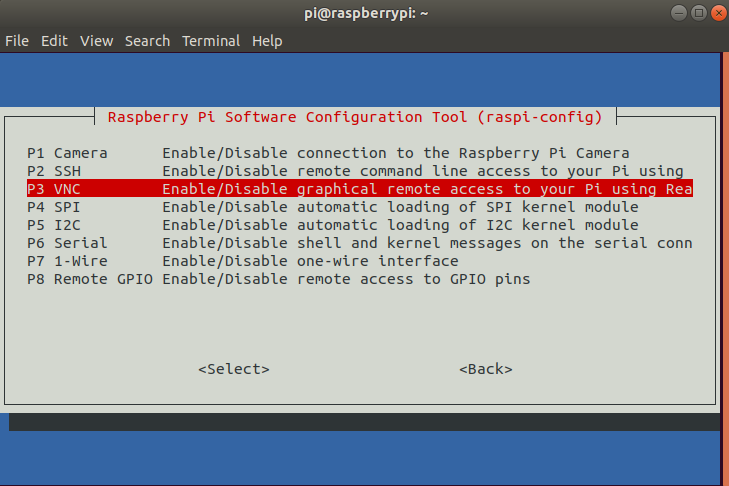 pi@raspberrypi: ~
File Edit View Search Terminal Help
Raspberry Pi Software Configuration Tool (raspi-config)
P1 Camera Enable/Disable connection to the Raspberry Pi Camera
P2 SSH Enable/Disable remote command line access to your Pi using
P3 VNC Enable/Disable graphical remote access to your Pi using Rea
P4 SPI Enable/Disable automatic loading of SPI kernel module
P5 I2C Enable/Disable automatic loading of I2C kernel module
P6 Serial Enable/Disable shell and kernel messages on the serial conn
P7 1-Wire Enable/Disable one-wire interface
P8 Remote GPIO Enable/Disable remote access to GPIO pins
<Select> <Back>